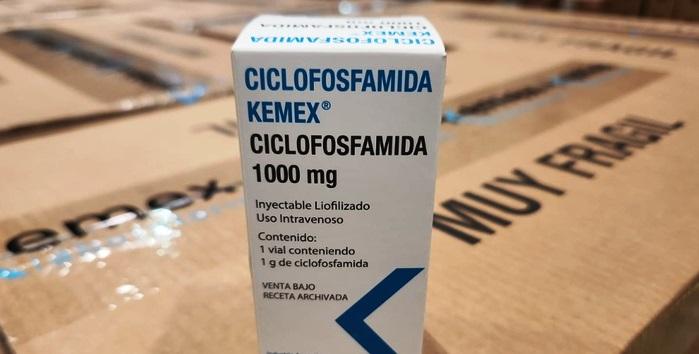 CICLOFOSFAMIDA
KEMEX®
CICLOFOSFAMIDA
KEMEX®
CICLOFOSFAMIDA
1000 mg
Inyectable Liofilizado
Uso Intravenoso
Contenido:
1 vial conteniendo
1 g de ciclofosfamida
VENTA BAJO
RECETA ARCHIVADA
emex
MUY FRAGIL